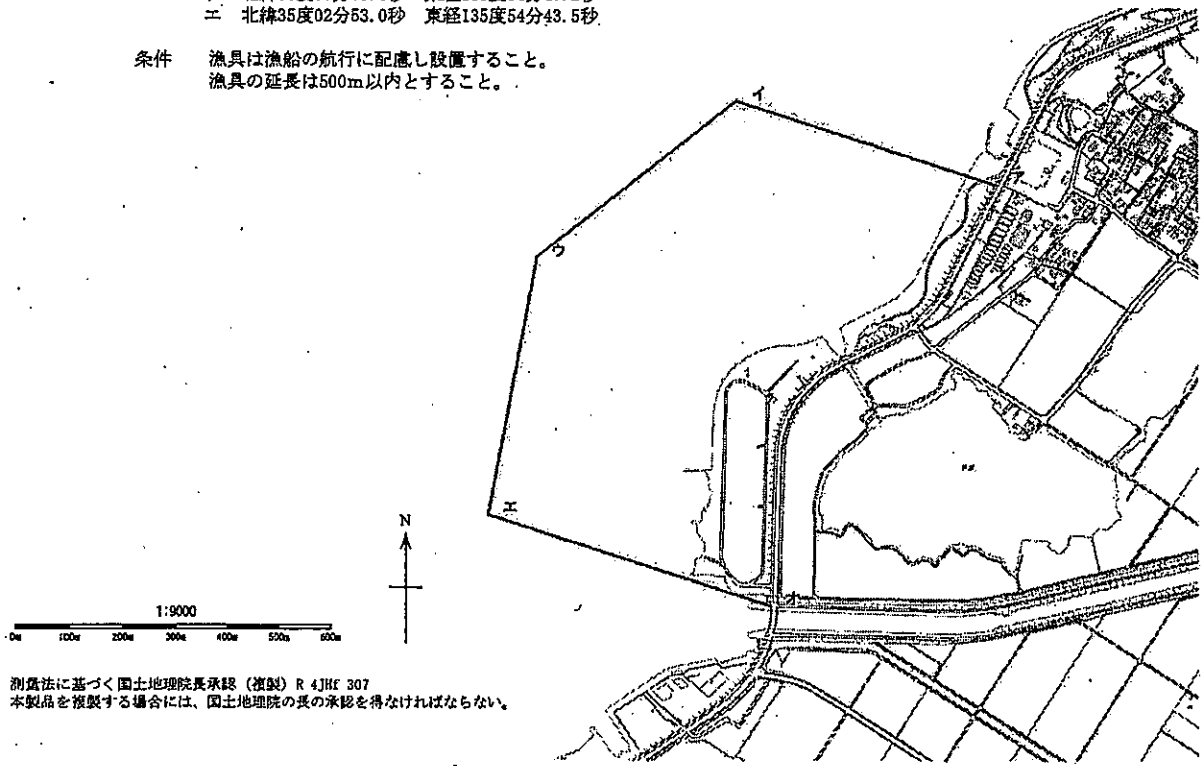 エ 北緯35度02分53.0秒 東経135度54分43.5秒
条件 漁具は漁船の航行に配慮し設置すること。
漁具の延長は500m以内とすること。
イ
ア
ウ
エ
N
オ
1:9000
0m 100m 200m 300m 400m 500m 600m
測量法に基づく国土地理院長承認（複製）R 4JHf 307
本製品を複製する場合には、国土地理院の長の承認を得なければならない。